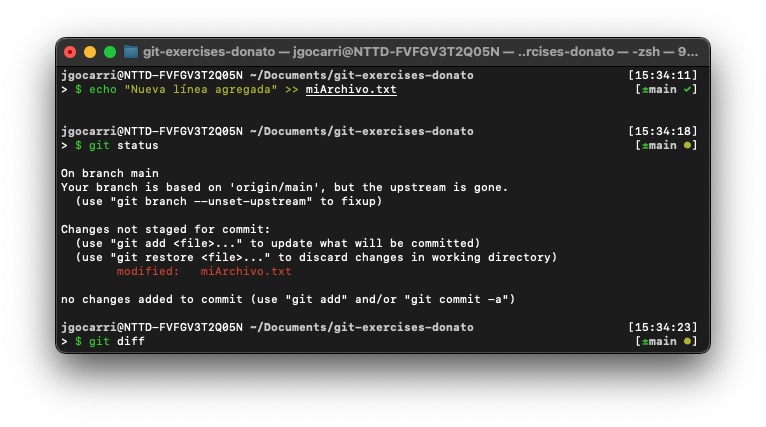 git-exercises-donato — jgocarri@NTTD-FVFGV3T2Q05N — ..rcises-donato — -zsh — 9...
jgocarri@NTTD-FVFGV3T2Q05N ~/Documents/git-exercises-donato [15:34:11]
> $ echo "Nueva línea agregada" >> miArchivo.txt [±main ✓]
jgocarri@NTTD-FVFGV3T2Q05N ~/Documents/git-exercises-donato [15:34:18]
> $ git status [±main ●]
On branch main
Your branch is based on 'origin/main', but the upstream is gone.
  (use "git branch --unset-upstream" to fixup)
Changes not staged for commit:
  (use "git add <file>..." to update what will be committed)
  (use "git restore <file>..." to discard changes in working directory)
        modified:   miArchivo.txt
no changes added to commit (use "git add" and/or "git commit -a")
jgocarri@NTTD-FVFGV3T2Q05N ~/Documents/git-exercises-donato [15:34:23]
> $ git diff [±main ●]